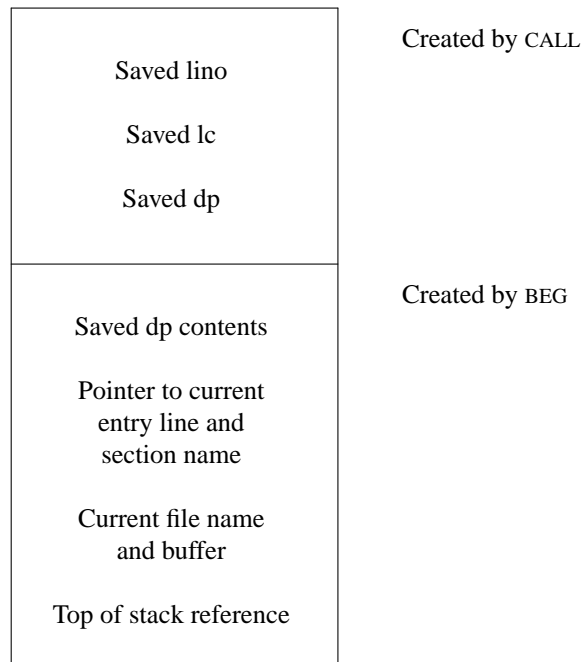 Created by CALL
Saved lino
Saved lc
Saved dp
Created by BEG
Saved dp contents
Pointer to current
entry line and
section name
Current file name
and buffer
Top of stack reference